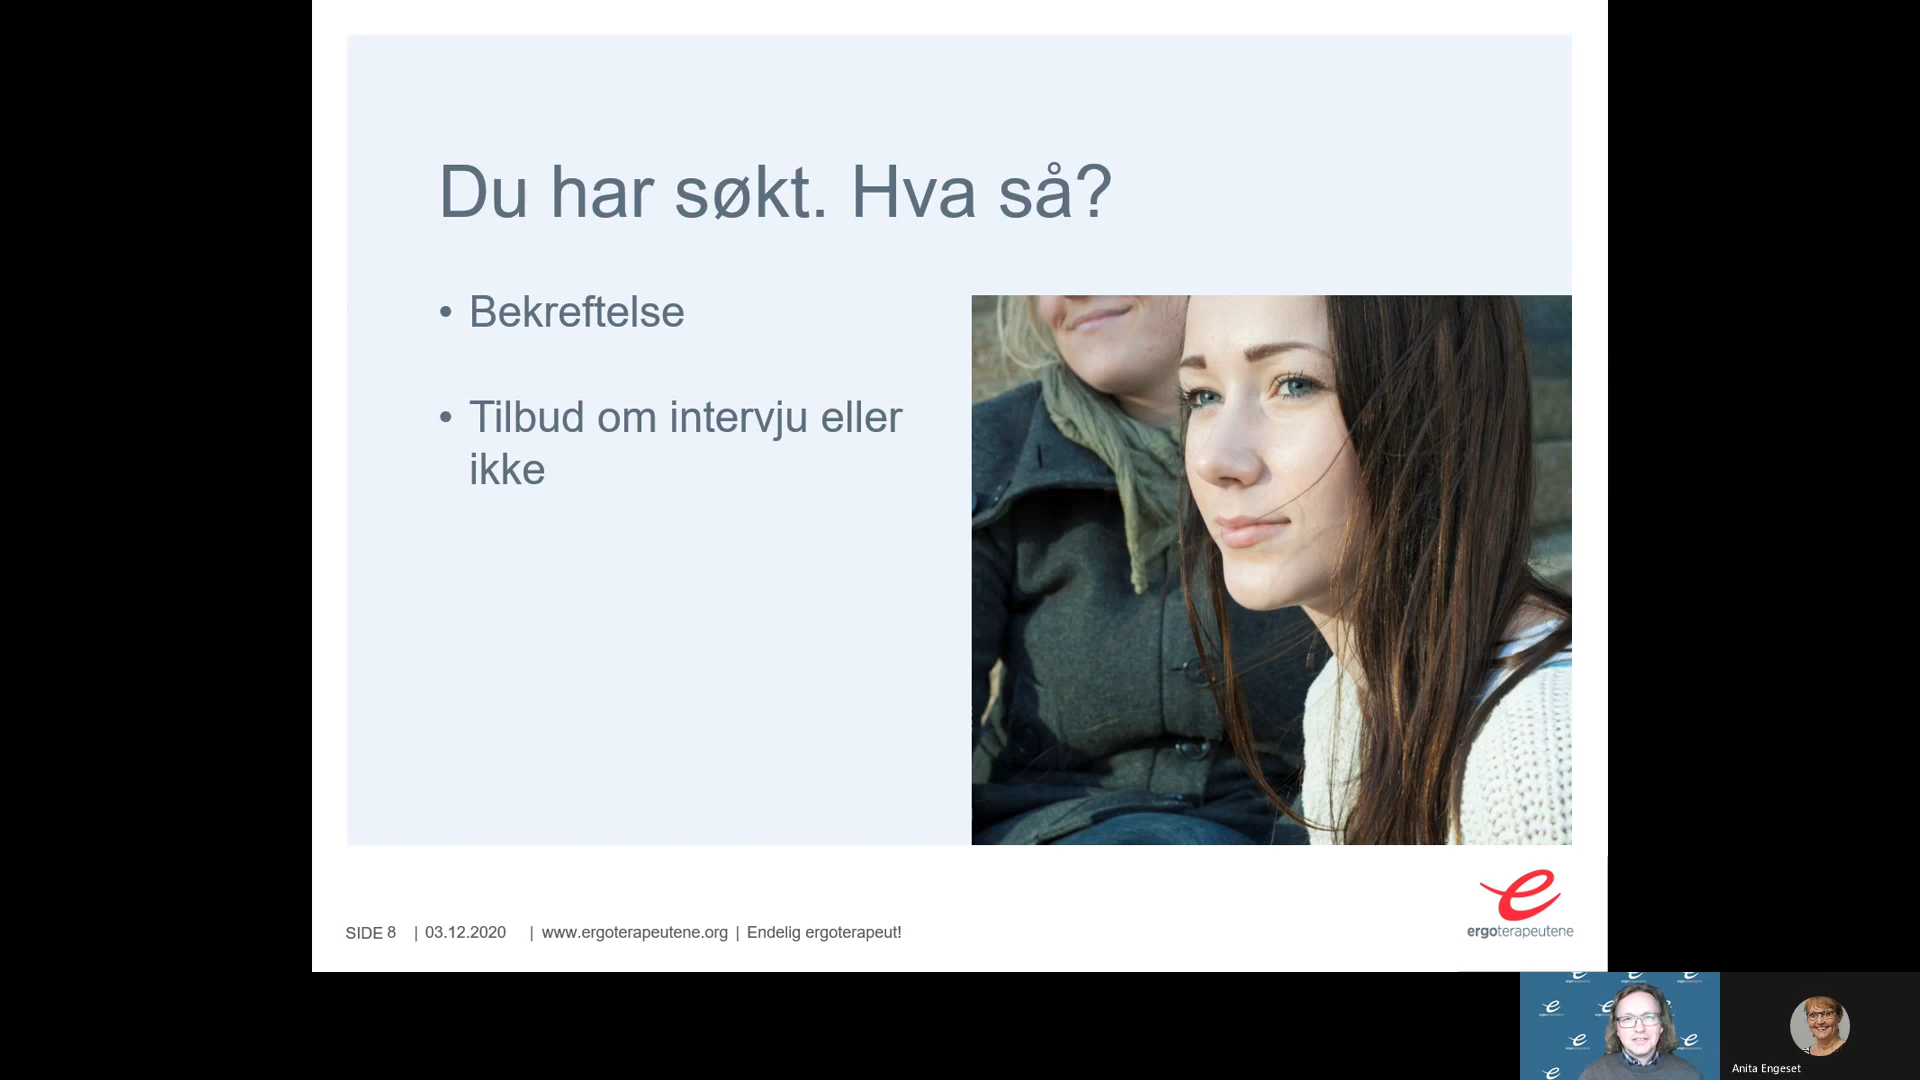 Du har søkt. Hva så?
• Bekreftelse
• Tilbud om intervju eller
ikke
SIDE 8 | 03.12.2020 | www.ergoterapeutene.org | Endelig ergoterapeut!
ergoterapeutene
Anita Engeset